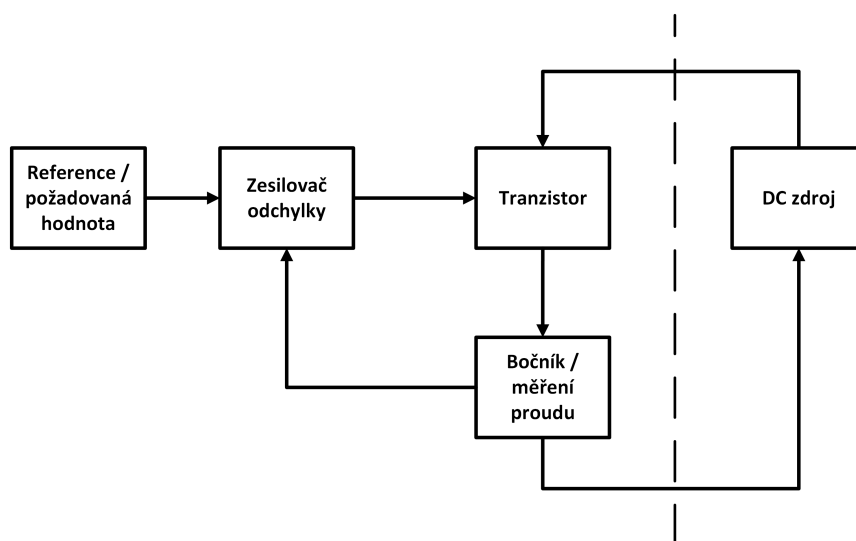 Reference /
požadovaná
hodnota
Zesilovač
odchylky
Tranzistor
DC zdroj
Bočník /
měření
proudu